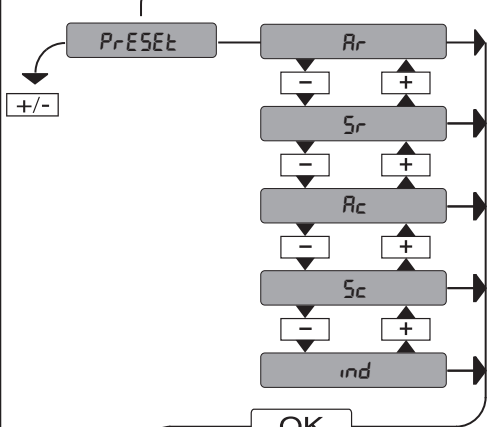 PrESEt
Ar
- +
+/-
Sr
- +
Ac
- +
Sc
- +
ind
OK